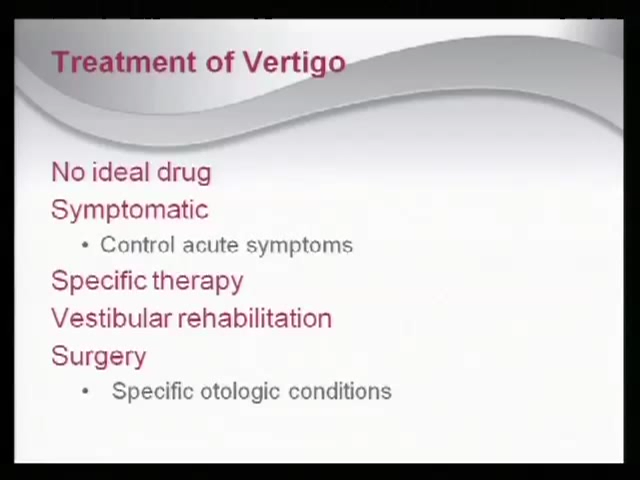 Treatment of Vertigo
No ideal drug
Symptomatic
• Control acute symptoms
Specific therapy
Vestibular rehabilitation
Surgery
• Specific otologic conditions